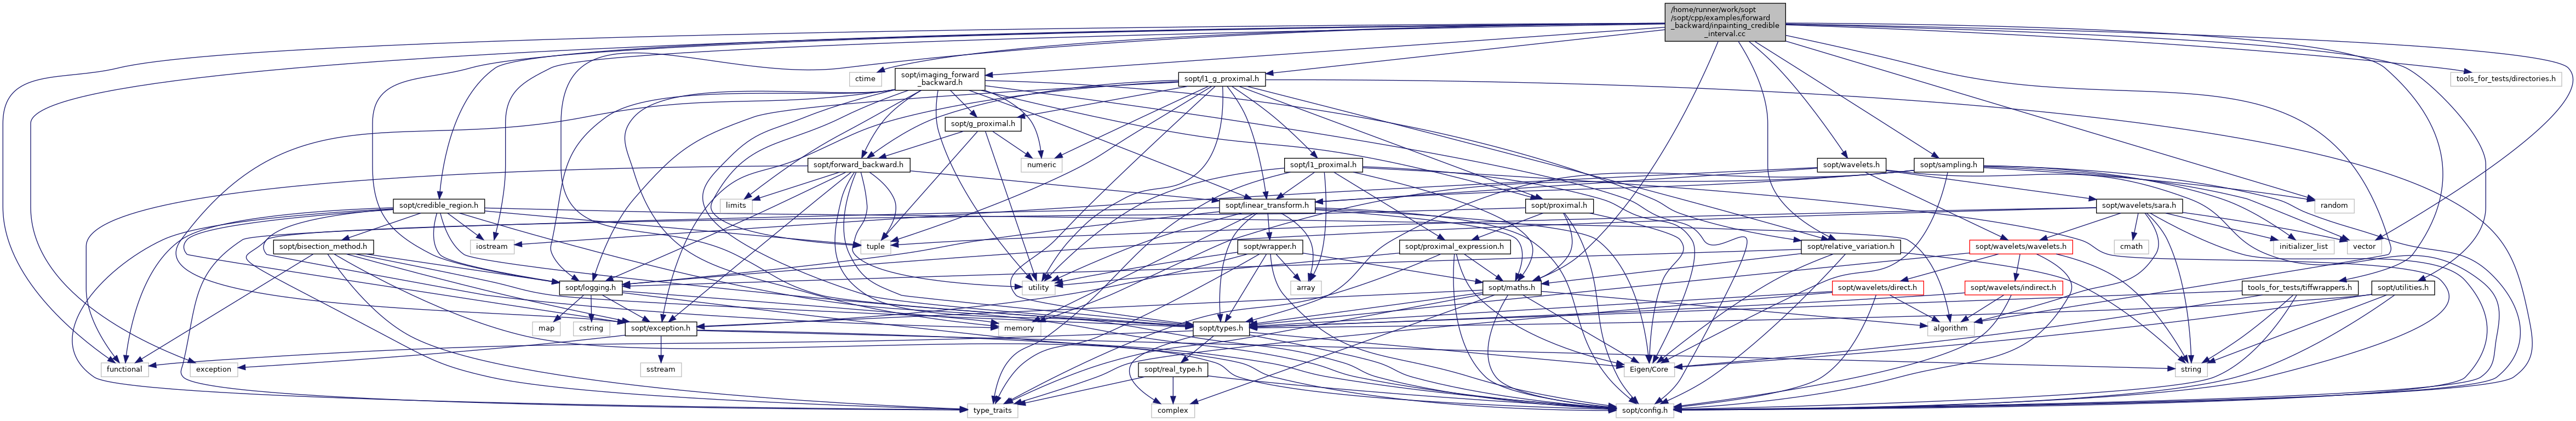 /home/runner/work/sopt
/sopt/cpp/examples/forward
_backward/inpainting_credible
_interval.cc
ctime
sopt/imaging_forward
_backward.h
sopt/l1_g_proximal.h
tools_for_tests/directories.h
sopt/g_proximal.h
numeric
sopt/forward_backward.h
sopt/l1_proximal.h
sopt/wavelets.h
sopt/sampling.h
limits
sopt/credible_region.h
sopt/linear_transform.h
sopt/proximal.h
sopt/wavelets/sara.h
random
sopt/bisection_method.h
iostream
tuple
sopt/wrapper.h
sopt/proximal_expression.h
sopt/relative_variation.h
sopt/wavelets/wavelets.h
cmath
initializer_list
vector
sopt/logging.h
utility
array
sopt/maths.h
sopt/wavelets/direct.h
sopt/wavelets/indirect.h
tools_for_tests/tiffwrappers.h
sopt/utilities.h
map
cstring
sopt/exception.h
memory
sopt/types.h
algorithm
functional
exception
sstream
sopt/real_type.h
Eigen/Core
string
type_traits
complex
sopt/config.h